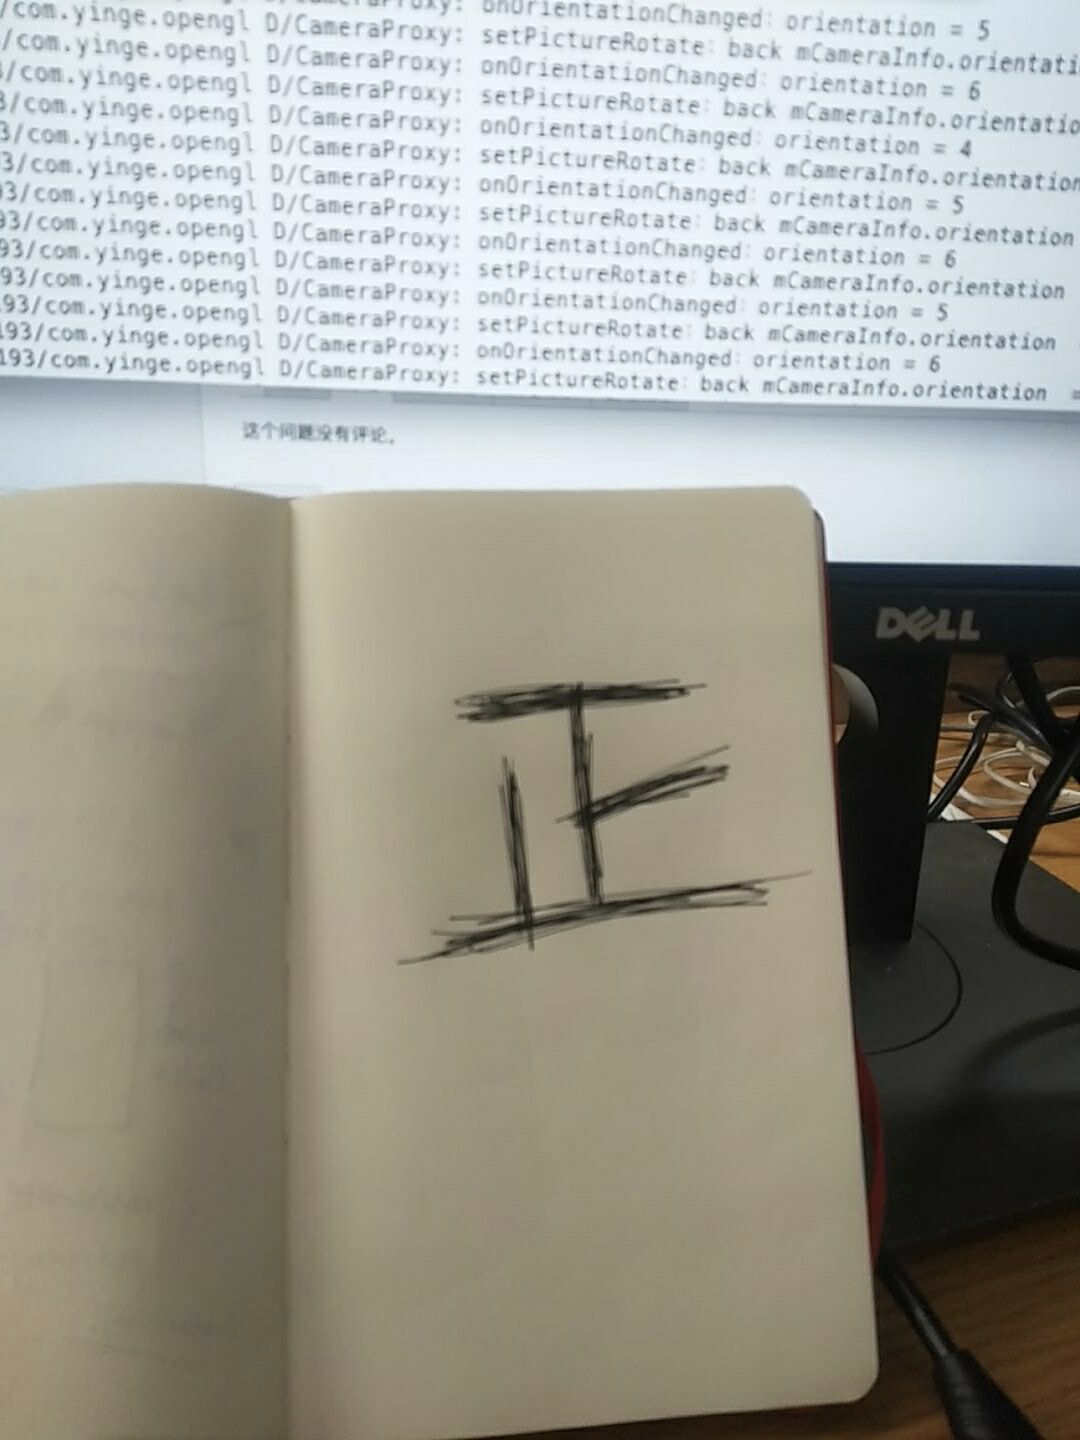 /com.yinge.opengl D/CameraProxy: onOrientationChanged: orientation = 5
/com.yinge.opengl D/CameraProxy: setPictureRotate: back mCameraInfo.orientati
/com.yinge.opengl D/CameraProxy: onOrientationChanged: orientation = 6
3/com.yinge.opengl D/CameraProxy: setPictureRotate: back mCameraInfo.orientatio
3/com.yinge.opengl D/CameraProxy: onOrientationChanged: orientation = 4
93/com.yinge.opengl D/CameraProxy: setPictureRotate: back mCameraInfo.orientation
93/com.yinge.opengl D/CameraProxy: onOrientationChanged: orientation = 5
93/com.yinge.opengl D/CameraProxy: setPictureRotate: back mCameraInfo.orientation
93/com.yinge.opengl D/CameraProxy: onOrientationChanged: orientation = 6
193/com.yinge.opengl D/CameraProxy: setPictureRotate: back mCameraInfo.orientation
193/com.yinge.opengl D/CameraProxy: onOrientationChanged: orientation = 5
193/com.yinge.opengl D/CameraProxy: setPictureRotate: back mCameraInfo.orientation
193/com.yinge.opengl D/CameraProxy: onOrientationChanged: orientation = 6
D/CameraProxy: setPictureRotate: back mCameraInfo.orientation =
这个问题没有评论。
DELL
正